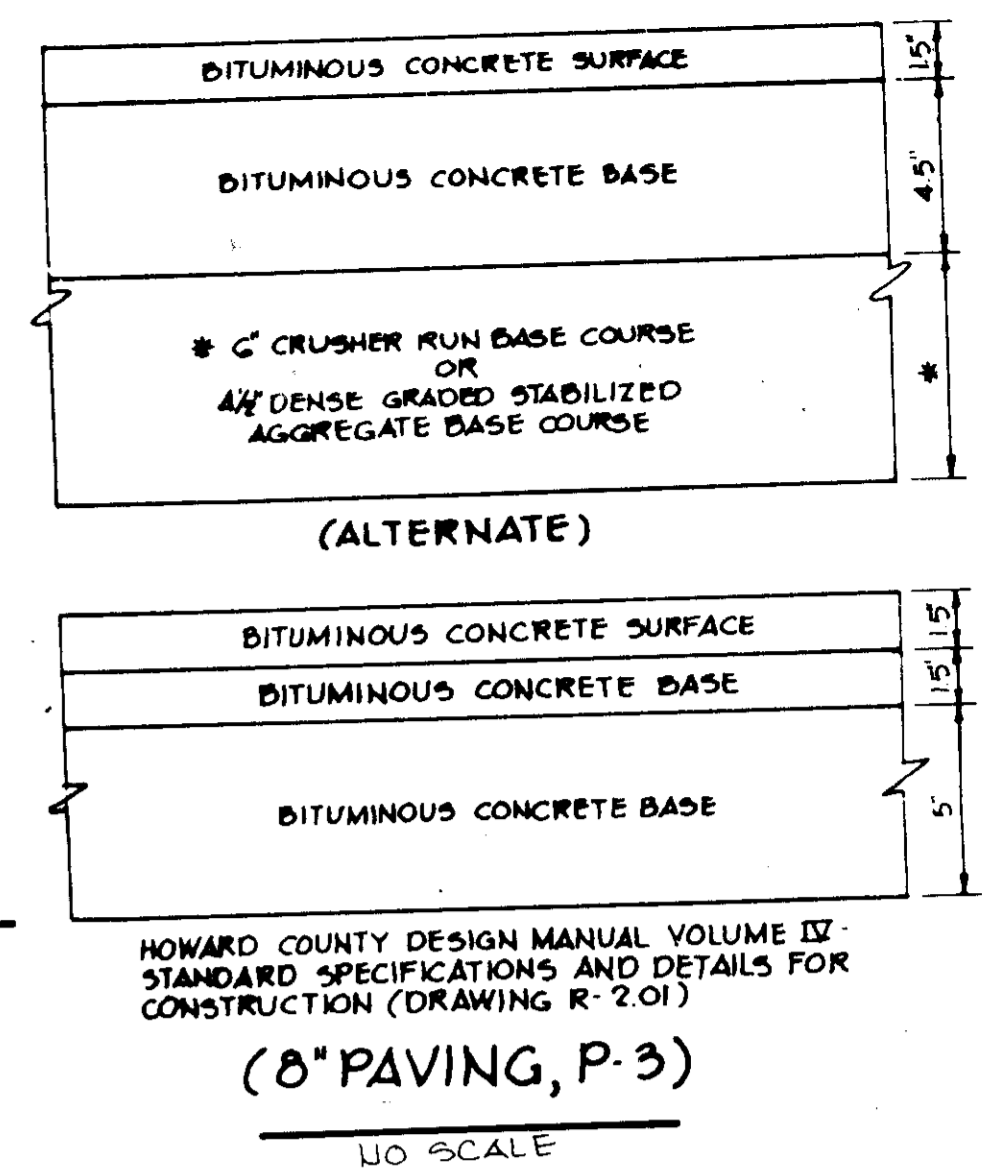 BITUMINOUS CONCRETE SURFACE
1.5"
BITUMINOUS CONCRETE BASE
4.5"
* 6" CRUSHER RUN BASE COURSE
OR
4½" DENSE GRADED STABILIZED
AGGREGATE BASE COURSE
*
(ALTERNATE)
BITUMINOUS CONCRETE SURFACE
1.5"
BITUMINOUS CONCRETE BASE
1.5"
BITUMINOUS CONCRETE BASE
5"
HOWARD COUNTY DESIGN MANUAL VOLUME IV -
STANDARD SPECIFICATIONS AND DETAILS FOR
CONSTRUCTION (DRAWING R-2.01)
(8" PAVING, P-3)
NO SCALE